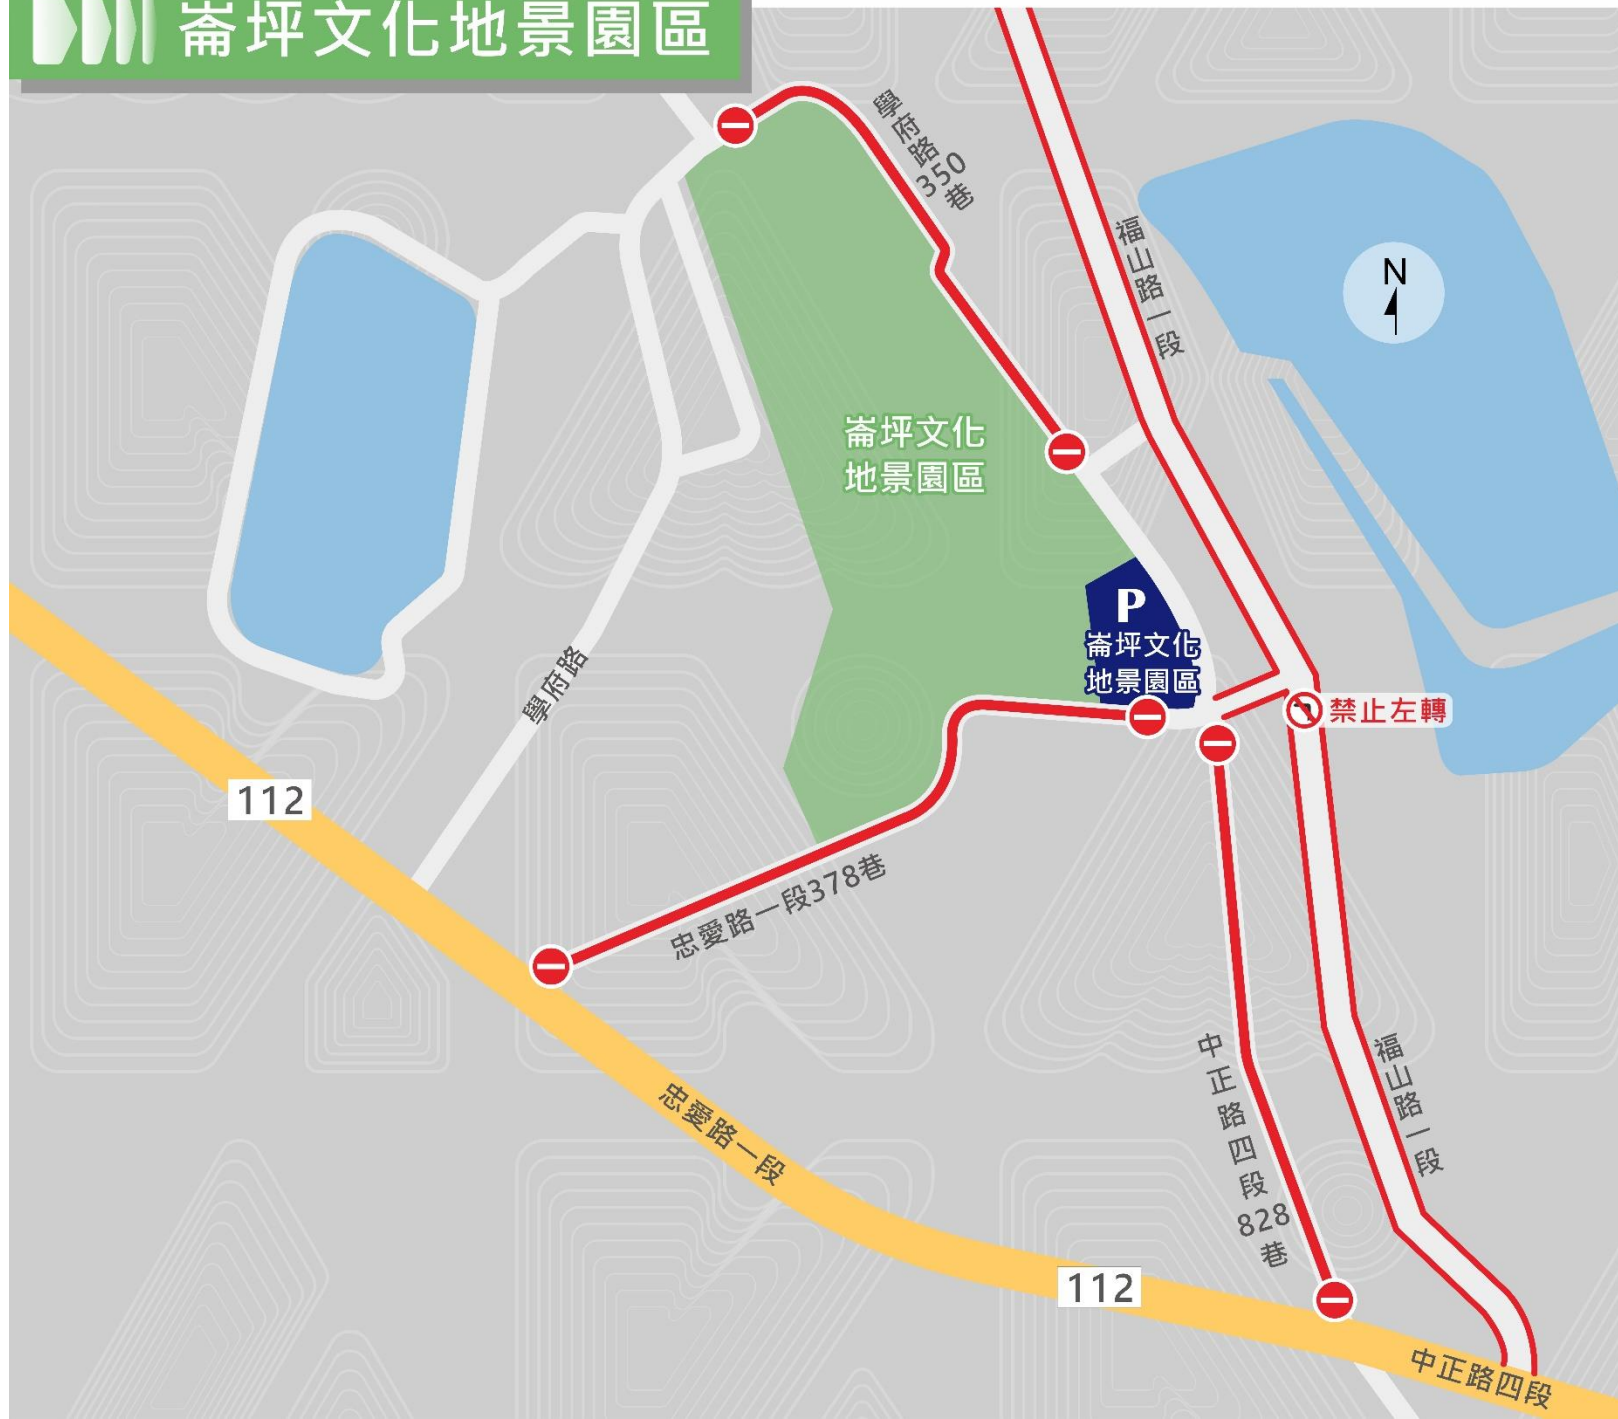 崙坪文化地景園區
學府路350巷
福山路一段
N
崙坪文化
地景園區
P
崙坪文化
地景園區
學府路
禁止左轉
112
忠愛路一段378巷
中正路四段828巷
福山路一段
忠愛路一段
112
中正路四段